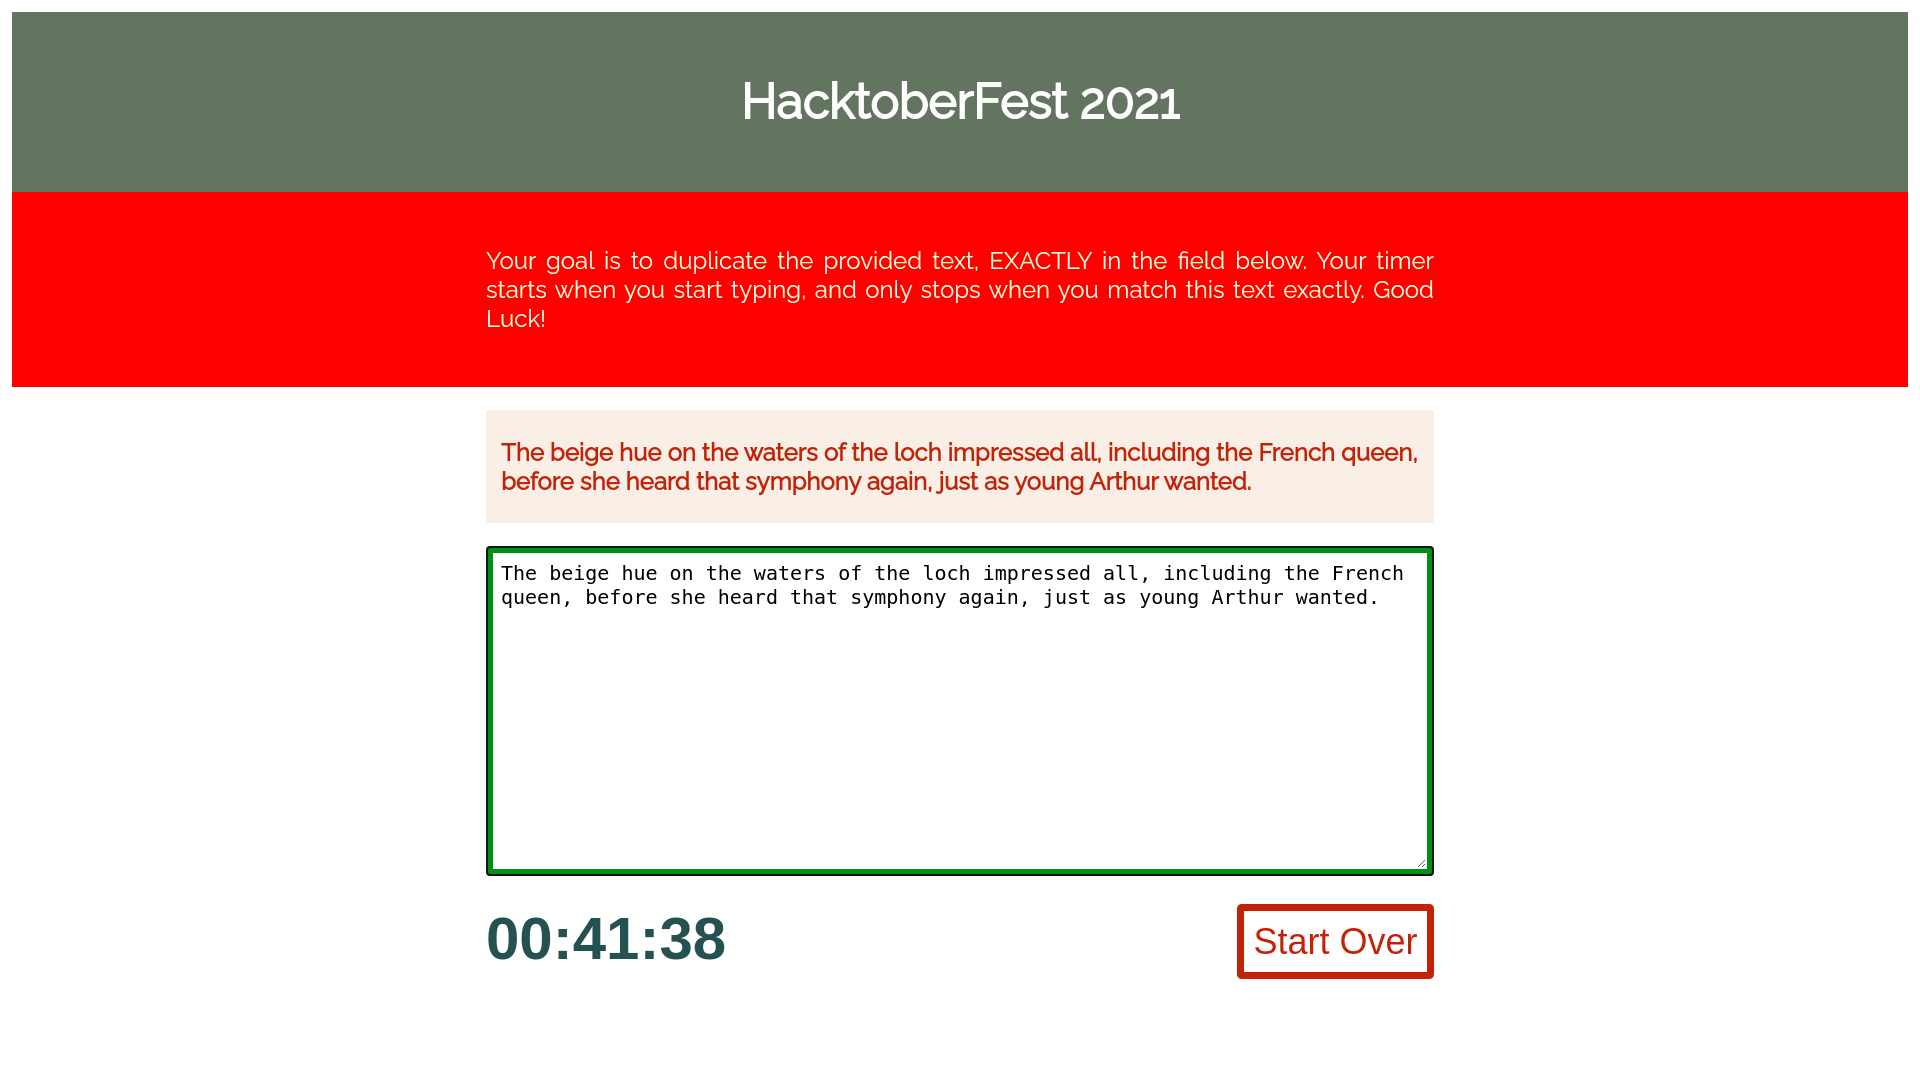 HacktoberFest 2021
Your goal is to duplicate the provided text, EXACTLY in the field below. Your timer
starts when you start typing, and only stops when you match this text exactly. Good
Luck!
The beige hue on the waters of the loch impressed all, including the French queen,
before she heard that symphony again, just as young Arthur wanted.
The beige hue on the waters of the loch impressed all, including the French
queen, before she heard that symphony again, just as young Arthur wanted.
00:41:38
Start Over